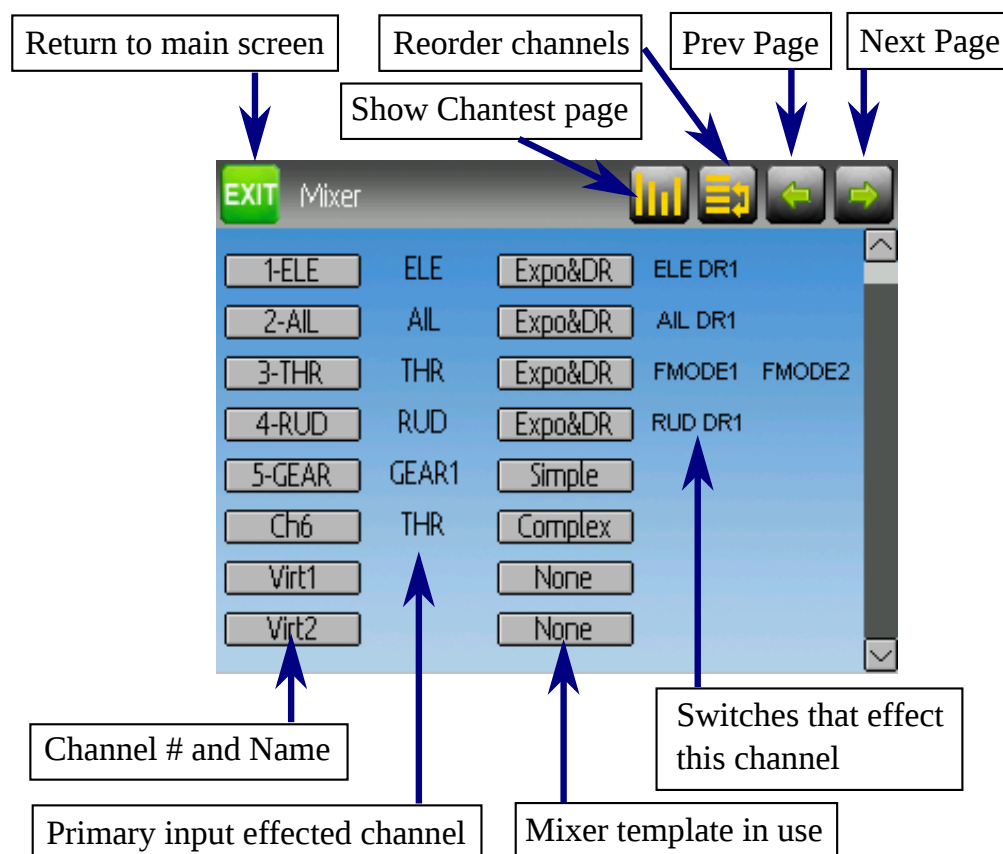 Return to main screen
Reorder channels
Prev Page
Next Page
Show Chantest page
EXIT Mixer
1-ELE ELE Expo&DR ELE DR1
2-AIL AIL Expo&DR AIL DR1
3-THR THR Expo&DR FMODE1 FMODE2
4-RUD RUD Expo&DR RUD DR1
5-GEAR GEAR1 Simple
Ch6 THR Complex
Virt1 None
Virt2 None
Channel # and Name
Switches that effect
this channel
Primary input effected channel
Mixer template in use